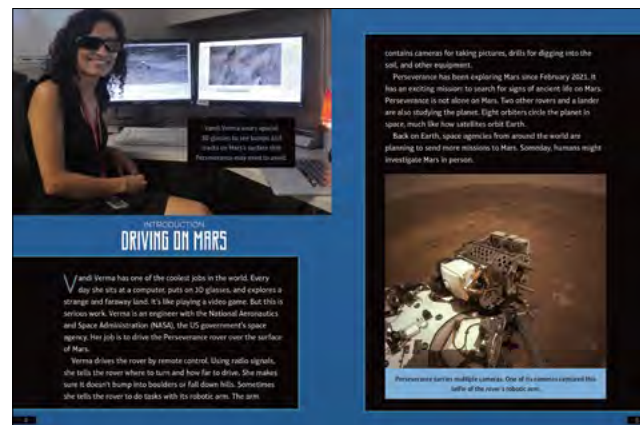 Vandi Verma wears special
3D glasses to see bumps and
cracks on Mars's surface that
Perseverance may need to avoid.
INTRODUCTION
DRIVING ON MARS
Vandi Verma has one of the coolest jobs in the world. Every
day she sits at a computer, puts on 3D glasses, and explores a
strange and faraway land. It's like playing a video game. But this is
serious work. Verma is an engineer with the National Aeronautics
and Space Administration (NASA), the US government's space
agency. Her job is to drive the Perseverance rover over the surface
of Mars.
Verma drives the rover by remote control. Using radio signals,
she tells the rover where to turn and how far to drive. She makes
sure it doesn't bump into boulders or fall down hills. Sometimes
she tells the rover to do tasks with its robotic arm. The arm
contains cameras for taking pictures, drills for digging into the
soil, and other equipment.
Perseverance has been exploring Mars since February 2021. It
has an exciting mission: to search for signs of ancient life on Mars.
Perseverance is not alone on Mars. Two other rovers and a lander
are also studying the planet. Eight orbiters circle the planet in
space, much like how satellites orbit Earth.
Back on Earth, space agencies from around the world are
planning to send more missions to Mars. Someday, humans might
investigate Mars in person.
Perseverance carries multiple cameras. One of its cameras captured this
selfie of the rover's robotic arm.